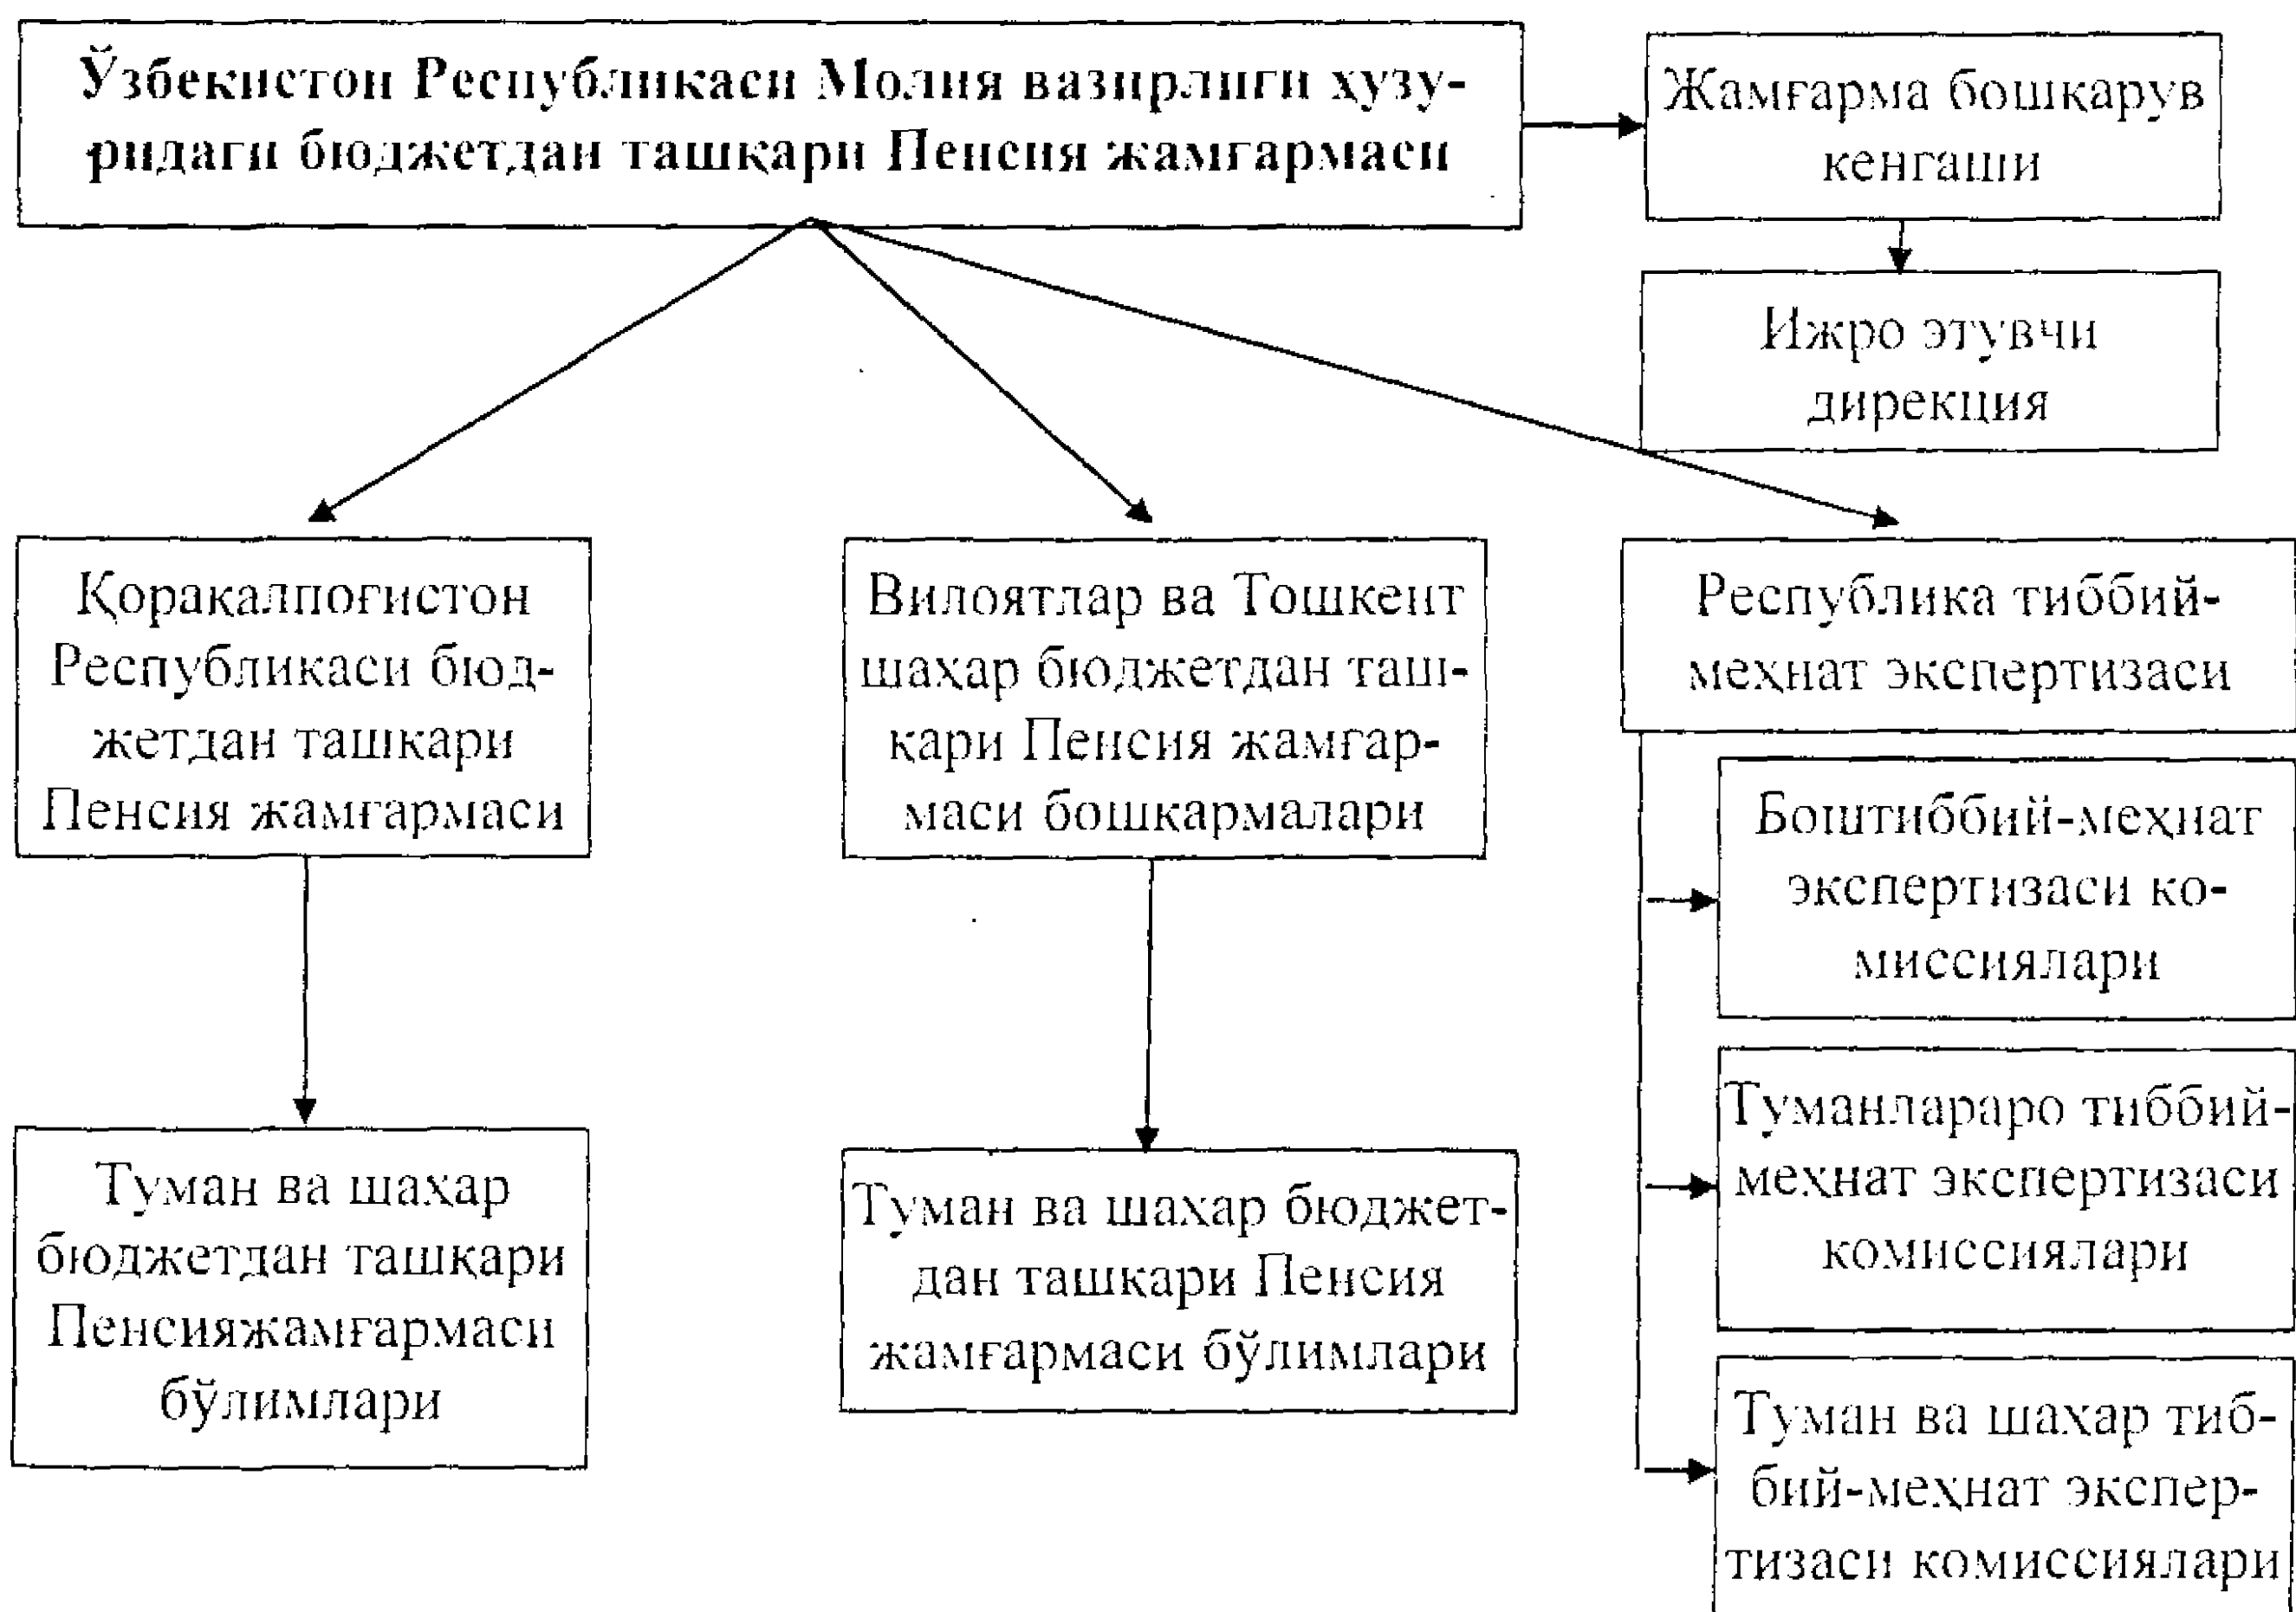 Ўзбекистон Республикаси Молия вазирлиги ҳузу-
ридаги бюджетдан ташқари Пенсия жамғармаси
Жамғарма бошқарув
кенгаши
Ижро этувчи
дирекция
Қорақалпоғистон
Республикаси бюд-
жетдан ташқари
Пенсия жамғармаси
Вилоятлар ва Тошкент
шаҳар бюджетдан таш-
қари Пенсия жамғар-
маси бошқармалари
Республика тиббий-
меҳнат экспертизаси
Боштиббий-меҳнат
экспертизаси ко-
миссиялари
Туманлараро тиббий-
меҳнат экспертизаси
комиссиялари
Туман ва шаҳар тиб-
бий-меҳнат экспер-
тизаси комиссиялари
Туман ва шаҳар
бюджетдан ташқари
Пенсияжамғармаси
бўлимлари
Туман ва шаҳар бюджет-
дан ташқари Пенсия
жамғармаси бўлимлари